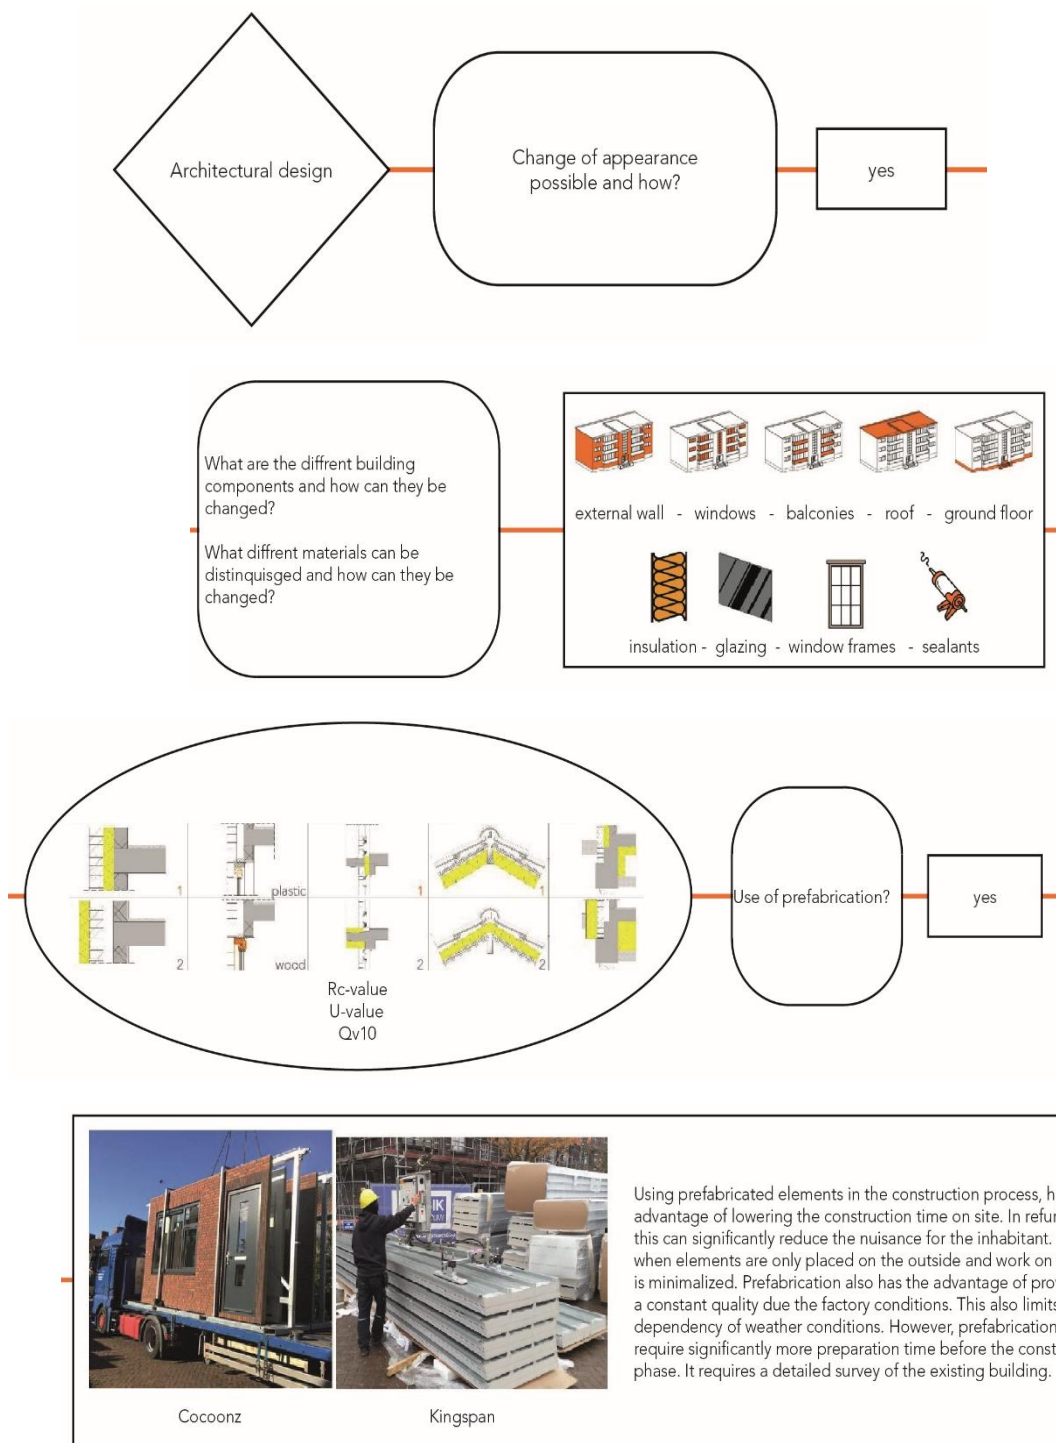 Architectural design
Change of appearance
possible and how?
yes
What are the diffrent building
components and how can they be
changed?
What diffrent materials can be
distinquisged and how can they be
changed?
external wall - windows - balconies - roof - ground floor
insulation - glazing - window frames - sealants
1
plastic
1
1
2
wood
2
2
Rc-value
U-value
Qv10
Use of prefabrication?
yes
Using prefabricated elements in the construction process, h
advantage of lowering the construction time on site. In refu
this can significantly reduce the nuisance for the inhabitant.
when elements are only placed on the outside and work on
is minimalized. Prefabrication also has the advantage of pro
a constant quality due the factory conditions. This also limits
dependency of weather conditions. However, prefabrication
require significantly more preparation time before the const
phase. It requires a detailed survey of the existing building.
Cocoonz
Kingspan